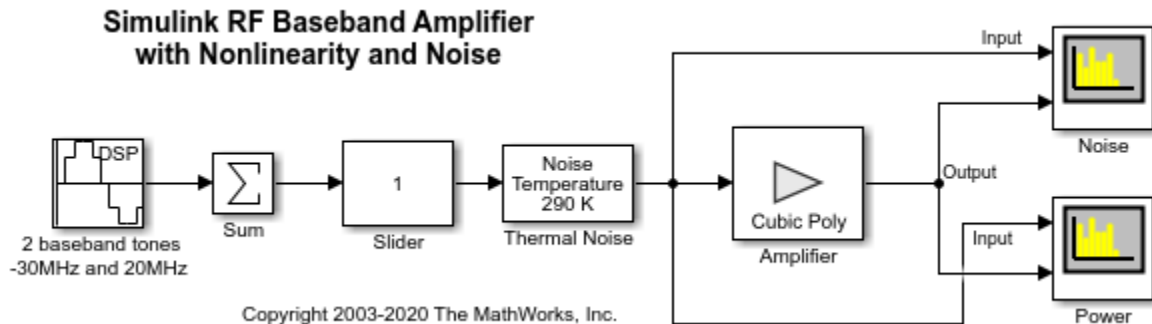 Simulink RF Baseband Amplifier
with Nonlinearity and Noise
Input
Noise
DSP
2 baseband tones
-30MHz and 20MHz
Sum
1
Slider
Noise
Temperature
290 K
Thermal Noise
Cubic Poly
Amplifier
Output
Input
Power
Copyright 2003-2020 The MathWorks, Inc.